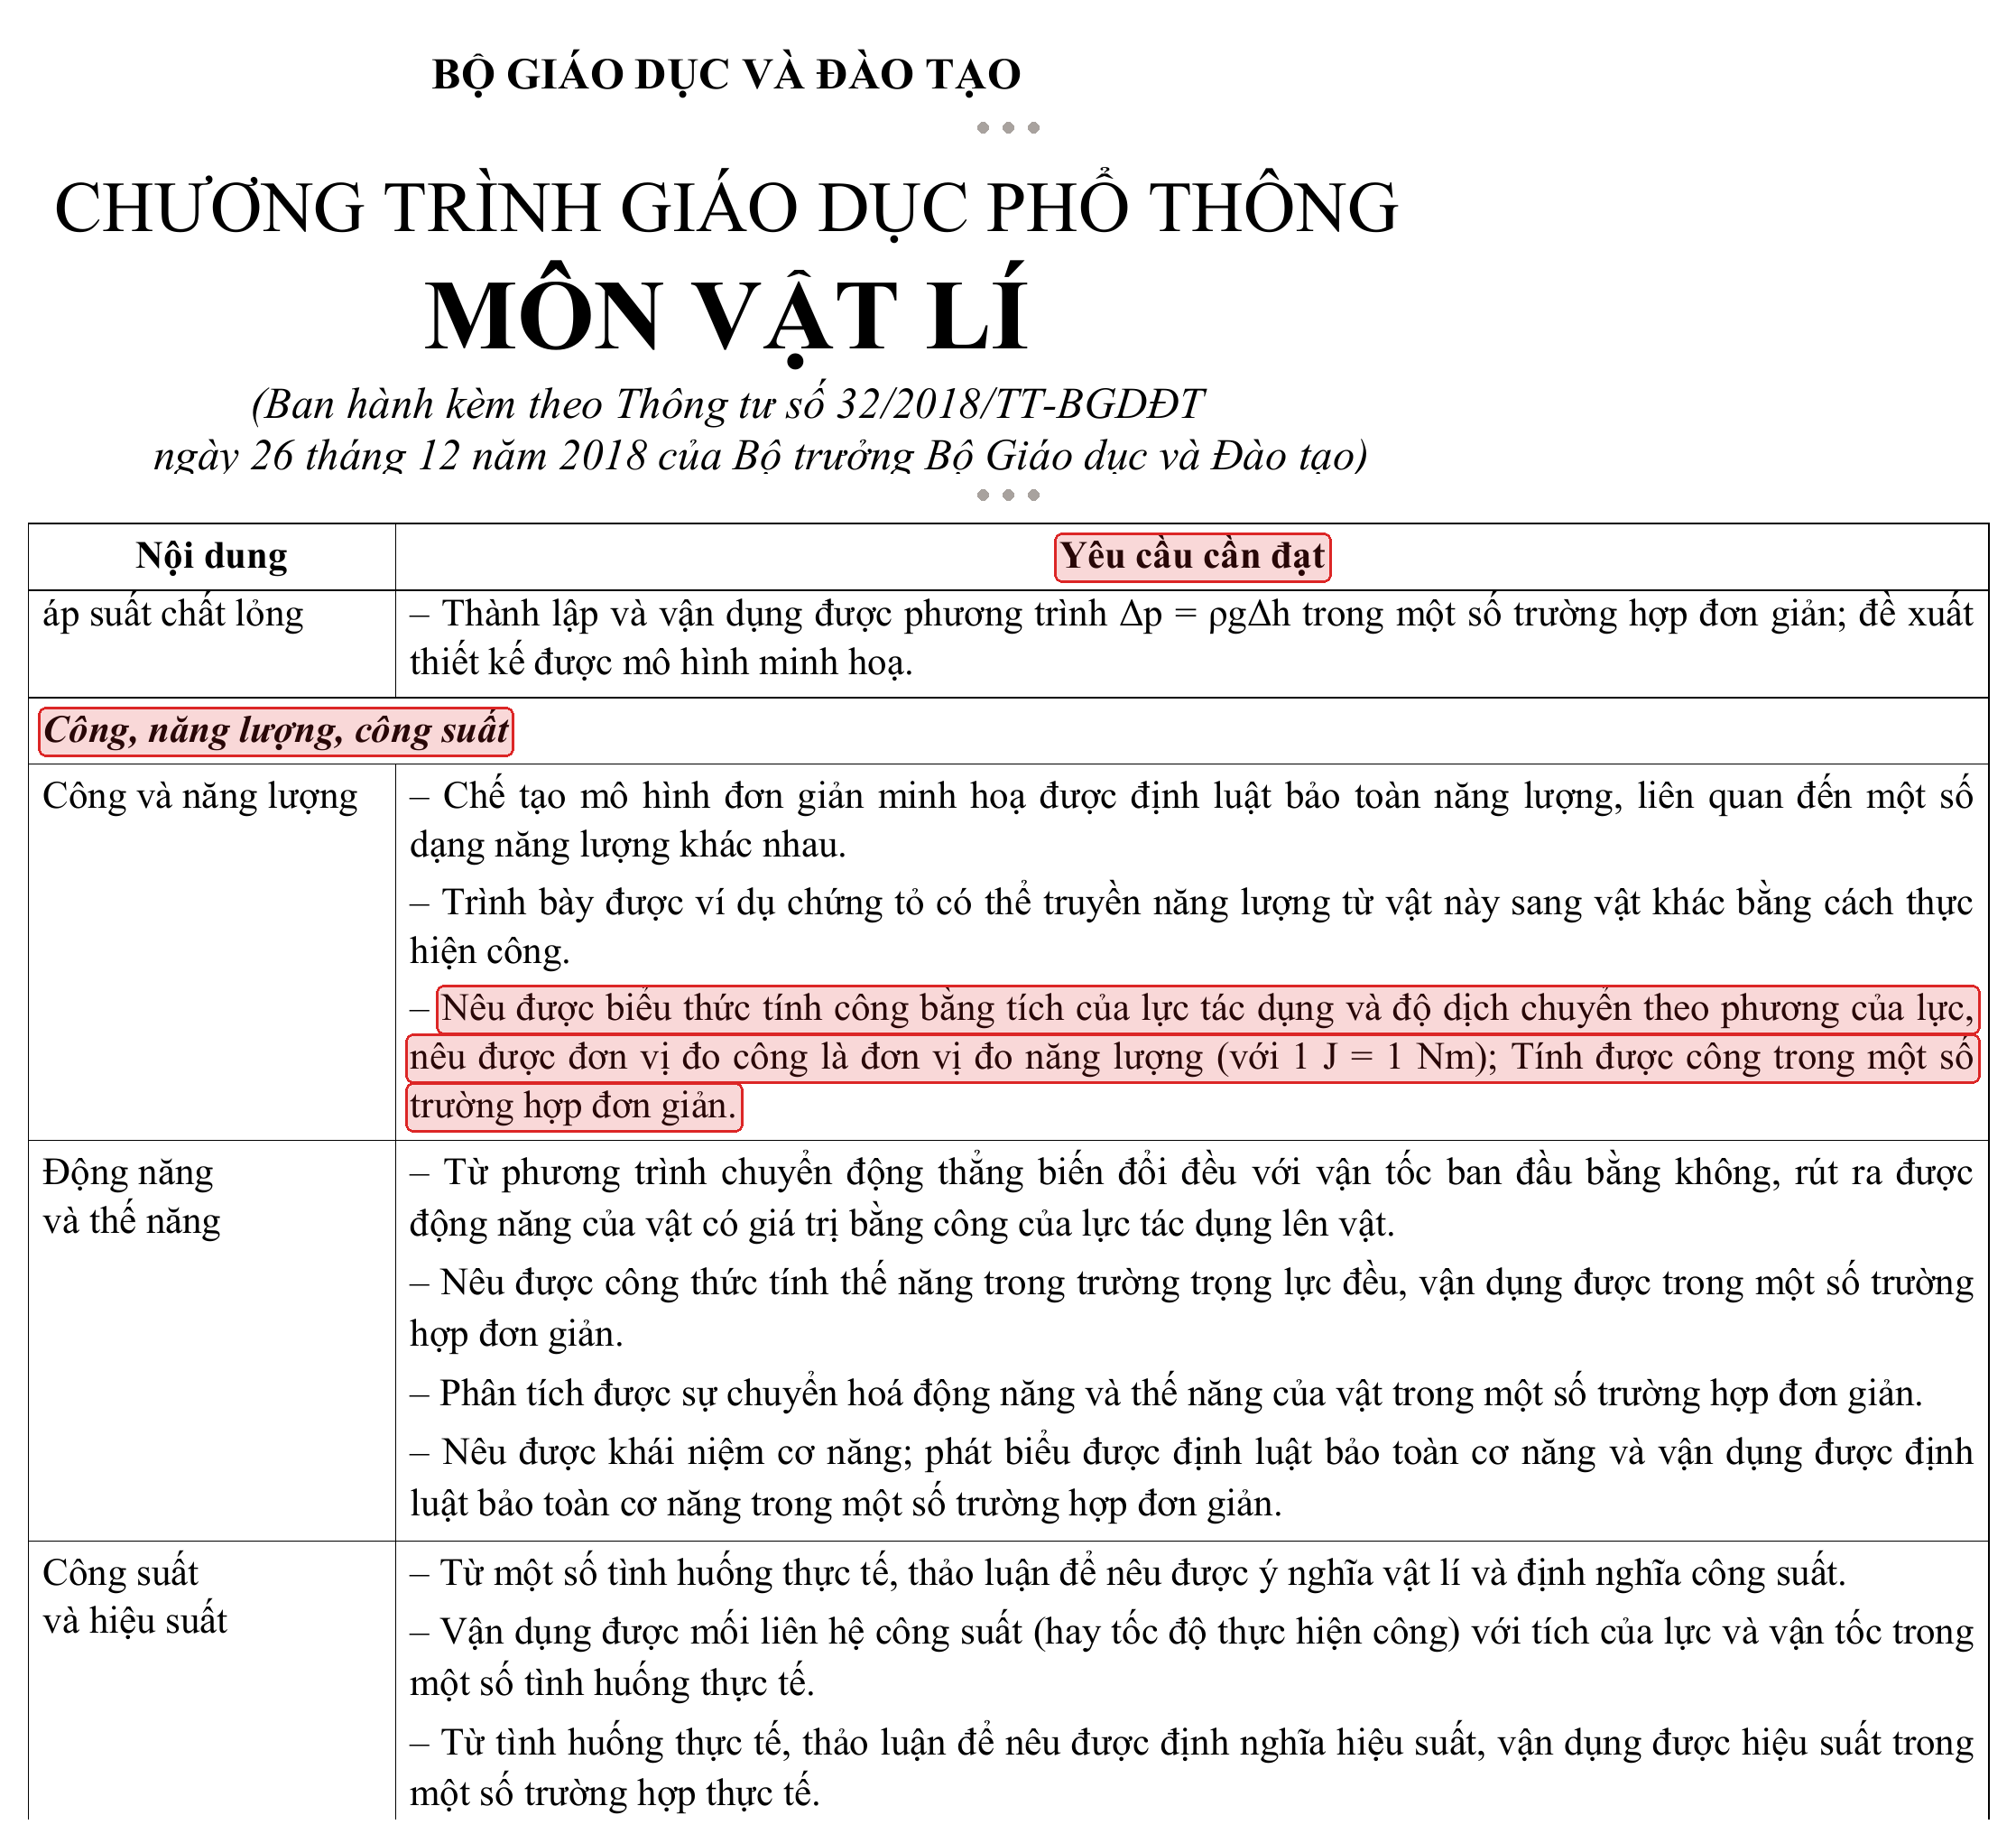 BỘ GIÁO DỤC VÀ ĐÀO TẠO
CHƯƠNG TRÌNH GIÁO DỤC PHỔ THÔNG
MÔN VẬT LÍ
(Ban hành kèm theo Thông tư số 32/2018/TT-BGDĐT
ngày 26 tháng 12 năm 2018 của Bộ trưởng Bộ Giáo dục và Đào tạo)
Nội dung
Yêu cầu cần đạt
áp suất chất lỏng
– Thành lập và vận dụng được phương trình Δp = ρgΔh trong một số trường hợp đơn giản; đề xuất
thiết kế được mô hình minh hoạ.
Công, năng lượng, công suất
Công và năng lượng
– Chế tạo mô hình đơn giản minh hoạ được định luật bảo toàn năng lượng, liên quan đến một số
dạng năng lượng khác nhau.
– Trình bày được ví dụ chứng tỏ có thể truyền năng lượng từ vật này sang vật khác bằng cách thực
hiện công.
– Nêu được biểu thức tính công bằng tích của lực tác dụng và độ dịch chuyển theo phương của lực,
nêu được đơn vị đo công là đơn vị đo năng lượng (với 1 J = 1 Nm); Tính được công trong một số
trường hợp đơn giản.
Động năng
và thế năng
– Từ phương trình chuyển động thẳng biến đổi đều với vận tốc ban đầu bằng không, rút ra được
động năng của vật có giá trị bằng công của lực tác dụng lên vật.
– Nêu được công thức tính thế năng trong trường trọng lực đều, vận dụng được trong một số trường
hợp đơn giản.
– Phân tích được sự chuyển hoá động năng và thế năng của vật trong một số trường hợp đơn giản.
– Nêu được khái niệm cơ năng; phát biểu được định luật bảo toàn cơ năng và vận dụng được định
luật bảo toàn cơ năng trong một số trường hợp đơn giản.
Công suất
và hiệu suất
– Từ một số tình huống thực tế, thảo luận để nêu được ý nghĩa vật lí và định nghĩa công suất.
– Vận dụng được mối liên hệ công suất (hay tốc độ thực hiện công) với tích của lực và vận tốc trong
một số tình huống thực tế.
– Từ tình huống thực tế, thảo luận để nêu được định nghĩa hiệu suất, vận dụng được hiệu suất trong
một số trường hợp thực tế.